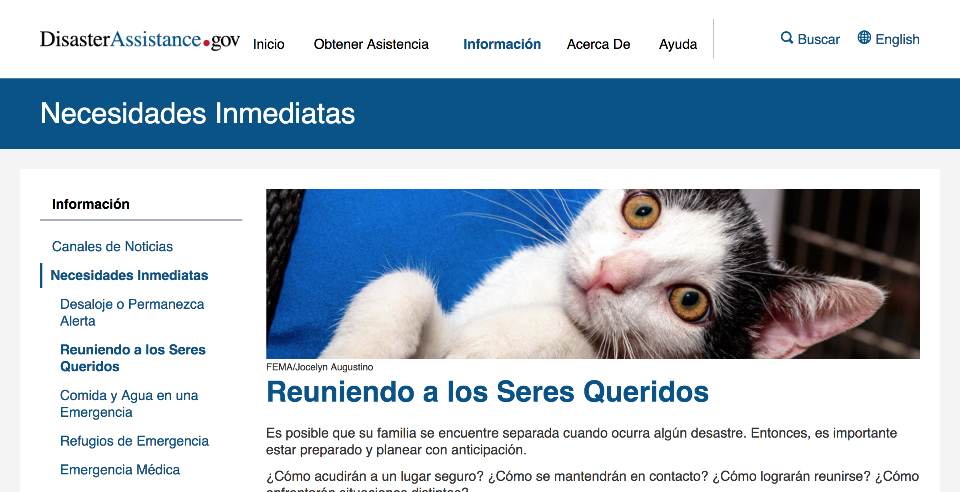 DisasterAssistance.gov
Inicio
Obtener Asistencia
Información
Acerca De
Ayuda
Buscar
English
Necesidades Inmediatas
Información
Canales de Noticias
Necesidades Inmediatas
Desaloje o Permanezca
Alerta
Reuniendo a los Seres
Queridos
Comida y Agua en una
Emergencia
Refugios de Emergencia
Emergencia Médica
FEMA/Jocelyn Augustino
Reuniendo a los Seres Queridos
Es posible que su familia se encuentre separada cuando ocurra algún desastre. Entonces, es importante
estar preparado y planear con anticipación.
¿Cómo acudirán a un lugar seguro? ¿Cómo se mantendrán en contacto? ¿Cómo lograrán reunirse? ¿Cómo
enfrentarán situaciones distintas?